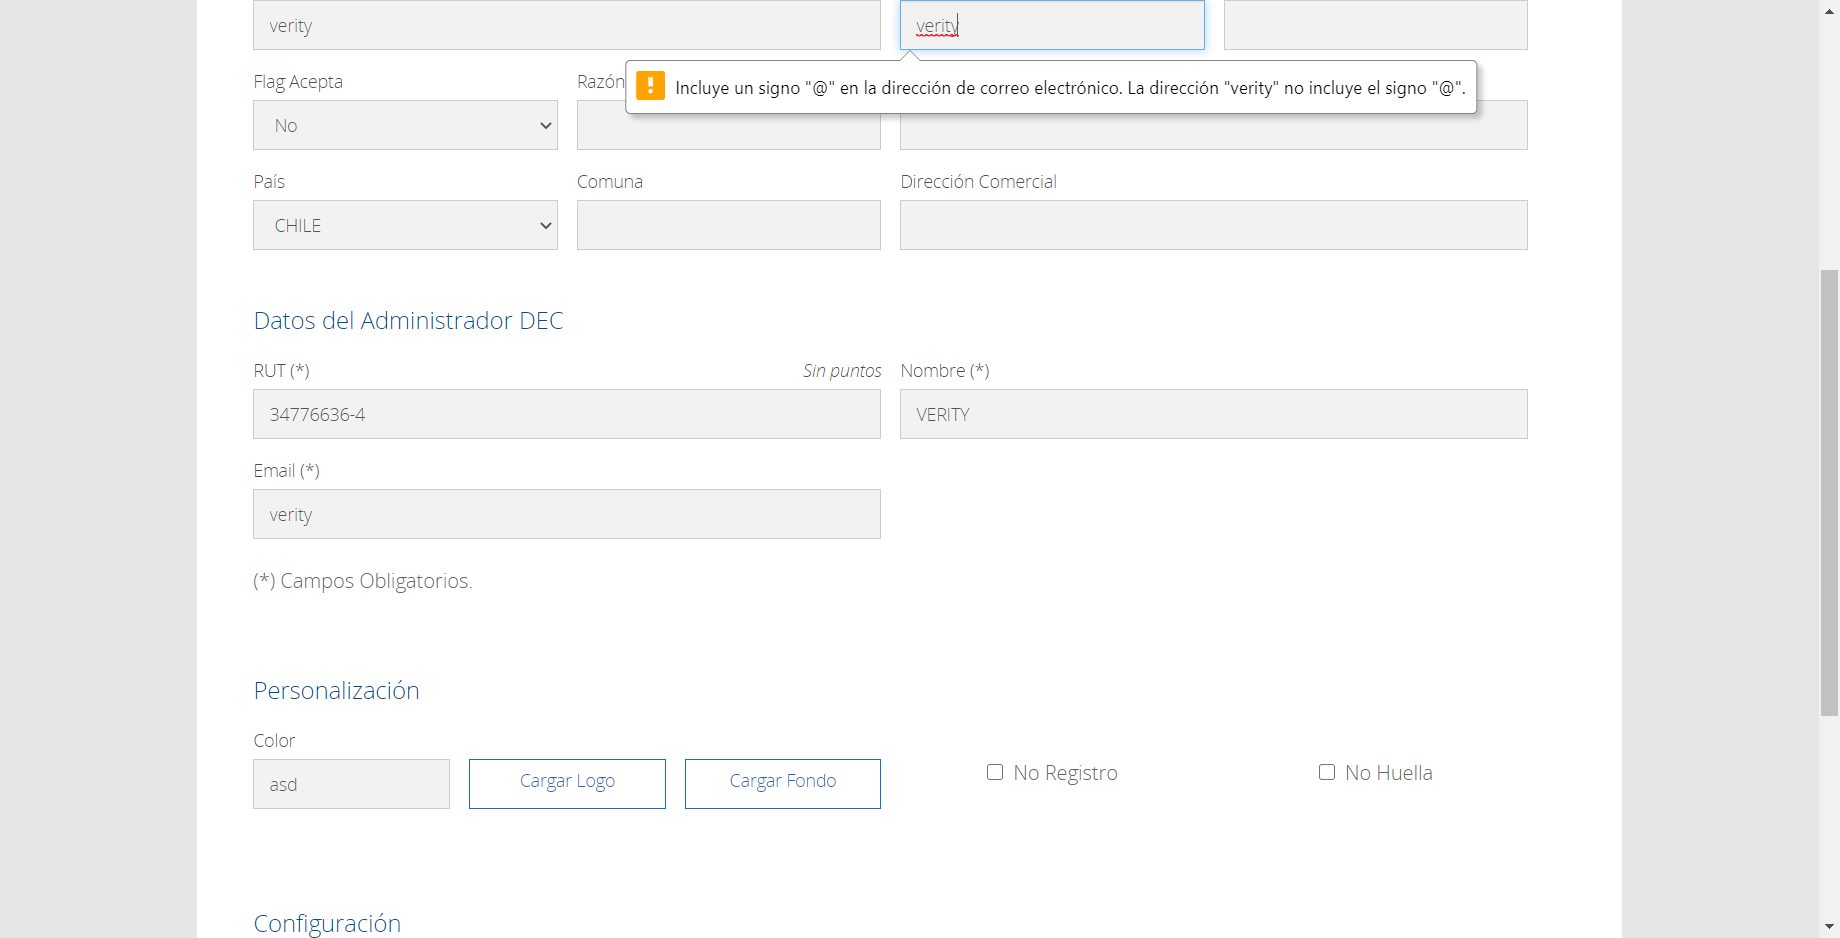 verity
verity
Flag Acepta
Razón
Incluye un signo "@" en la dirección de correo electrónico. La dirección "verity" no incluye el signo "@".
No
País
Comuna
Dirección Comercial
CHILE
Datos del Administrador DEC
RUT (*)
Sin puntos
Nombre (*)
34776636-4
VERITY
Email (*)
verity
(*) Campos Obligatorios.
Personalización
Color
asd
Cargar Logo
Cargar Fondo
No Registro
No Huella
Configuración